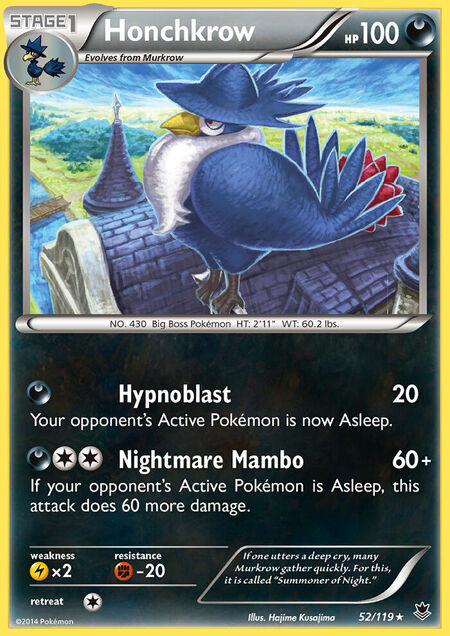 STAGE1
Honchkrow
HP100
Evolves from Murkrow
NO. 430 Big Boss Pokémon HT: 2'11" WT: 60.2 lbs.
Hypnoblast 20
Your opponent's Active Pokémon is now Asleep.
Nightmare Mambo 60+
If your opponent's Active Pokémon is Asleep, this
attack does 60 more damage.
weakness
×2
resistance
-20
retreat
If one utters a deep cry, many
Murkrow gather quickly. For this,
it is called "Summoner of Night."
©2014 Pokémon
Illus. Hajime Kusajima
52/119 ★